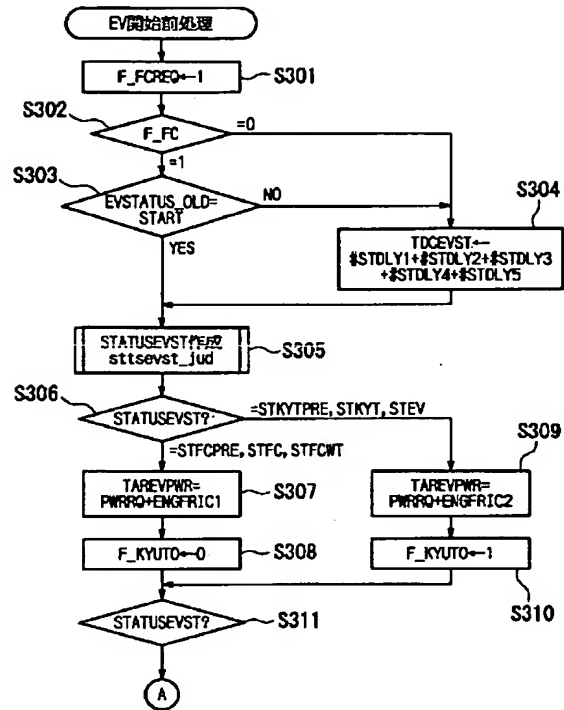 EV開始前処理
F_FCREQ←1
S301
S302
F_FC
=0
=1
S303
EVSTATUS_OLD=
START
NO
YES
S304
TDCEVST←
#STDLY1+#STDLY2+#STDLY3
+#STDLY4+#STDLY5
STATUSEVST作成
sttsevst_jud
S305
S306
STATUSEVST?
=STKYTPRE, STKYT, STEV
=STFCPRE, STFC, STFCWT
S309
TAREVPWR=
PWRRQ+ENGFRIC1
S307
TAREVPWR=
PWRRQ+ENGFRIC2
F_KYUTO←0
S308
F_KYUTO←1
S310
STATUSEVST?
S311
A